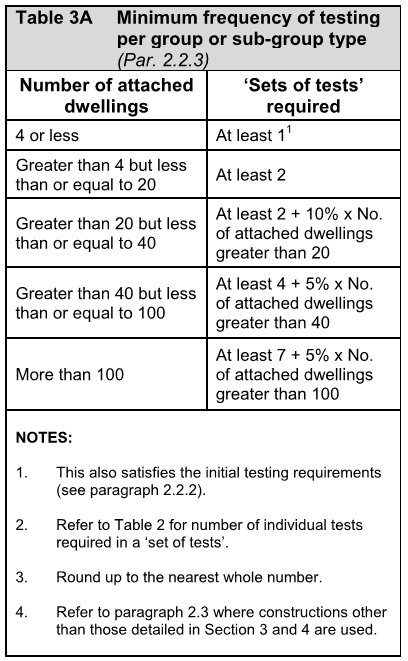 Table 3A Minimum frequency of testing
per group or sub-group type
(Par. 2.2.3)
Number of attached
dwellings
‘Sets of tests’
required
4 or less
At least 1¹
Greater than 4 but less
than or equal to 20
At least 2
Greater than 20 but less
than or equal to 40
At least 2 + 10% x No.
of attached dwellings
greater than 20
Greater than 40 but less
than or equal to 100
At least 4 + 5% x No.
of attached dwellings
greater than 40
More than 100
At least 7 + 5% x No.
of attached dwellings
greater than 100
NOTES:
1. This also satisfies the initial testing requirements
(see paragraph 2.2.2).
2. Refer to Table 2 for number of individual tests
required in a ‘set of tests’.
3. Round up to the nearest whole number.
4. Refer to paragraph 2.3 where constructions other
than those detailed in Section 3 and 4 are used.